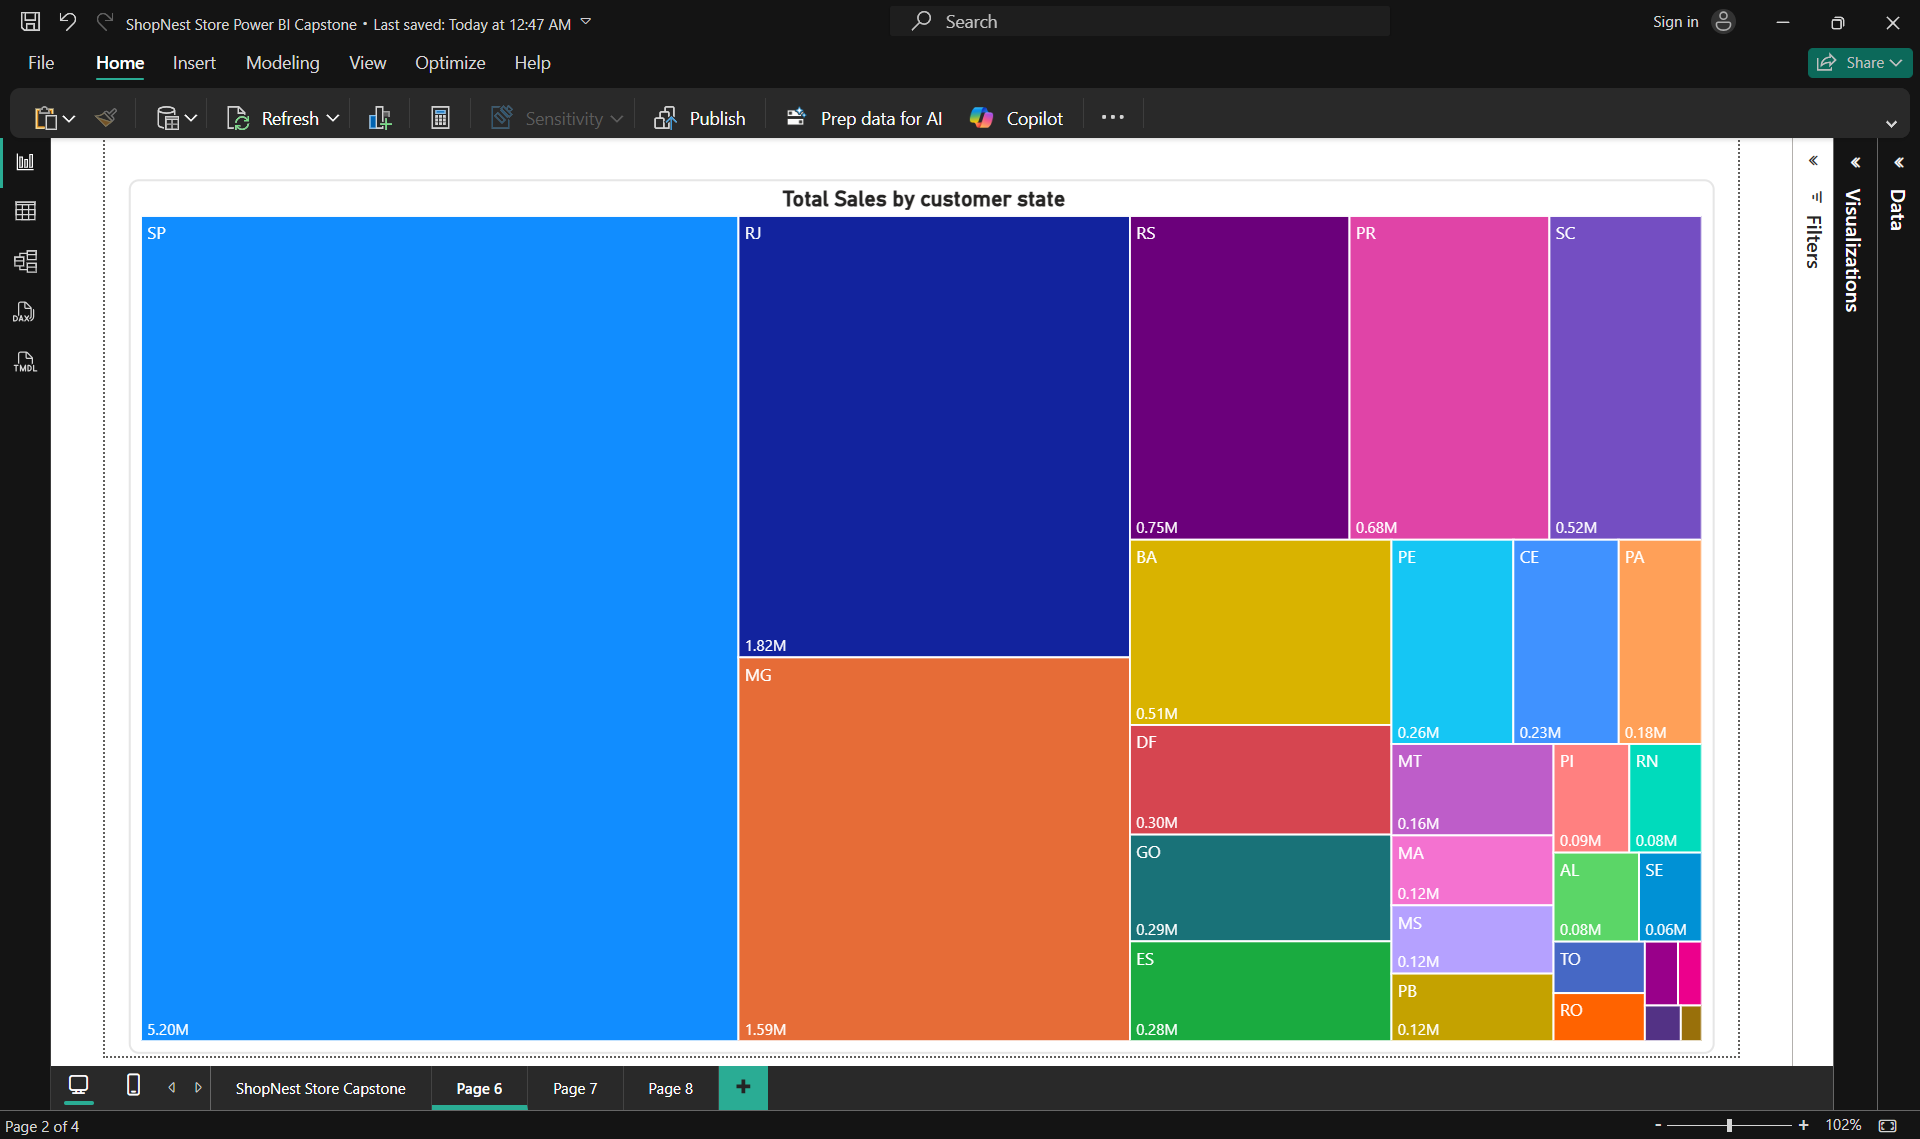 ShopNest Store Power BI Capstone • Last saved: Today at 12:47 AM
Search
Sign in
File Home Insert Modeling View Optimize Help
Share
Refresh
Sensitivity
Publish
Prep data for AI
Copilot
DAX
TMDL
Total Sales by customer state
SP
5.20M
RJ
1.82M
MG
1.59M
RS
0.75M
PR
0.68M
SC
0.52M
BA
0.51M
DF
0.30M
GO
0.29M
ES
0.28M
PE
0.26M
CE
0.23M
PA
0.18M
MT
0.16M
MA
0.12M
MS
0.12M
PB
0.12M
PI
0.09M
RN
0.08M
AL
0.08M
SE
0.06M
TO
RO
Filters
Visualizations
Data
ShopNest Store Capstone
Page 6
Page 7
Page 8
Page 2 of 4
102%